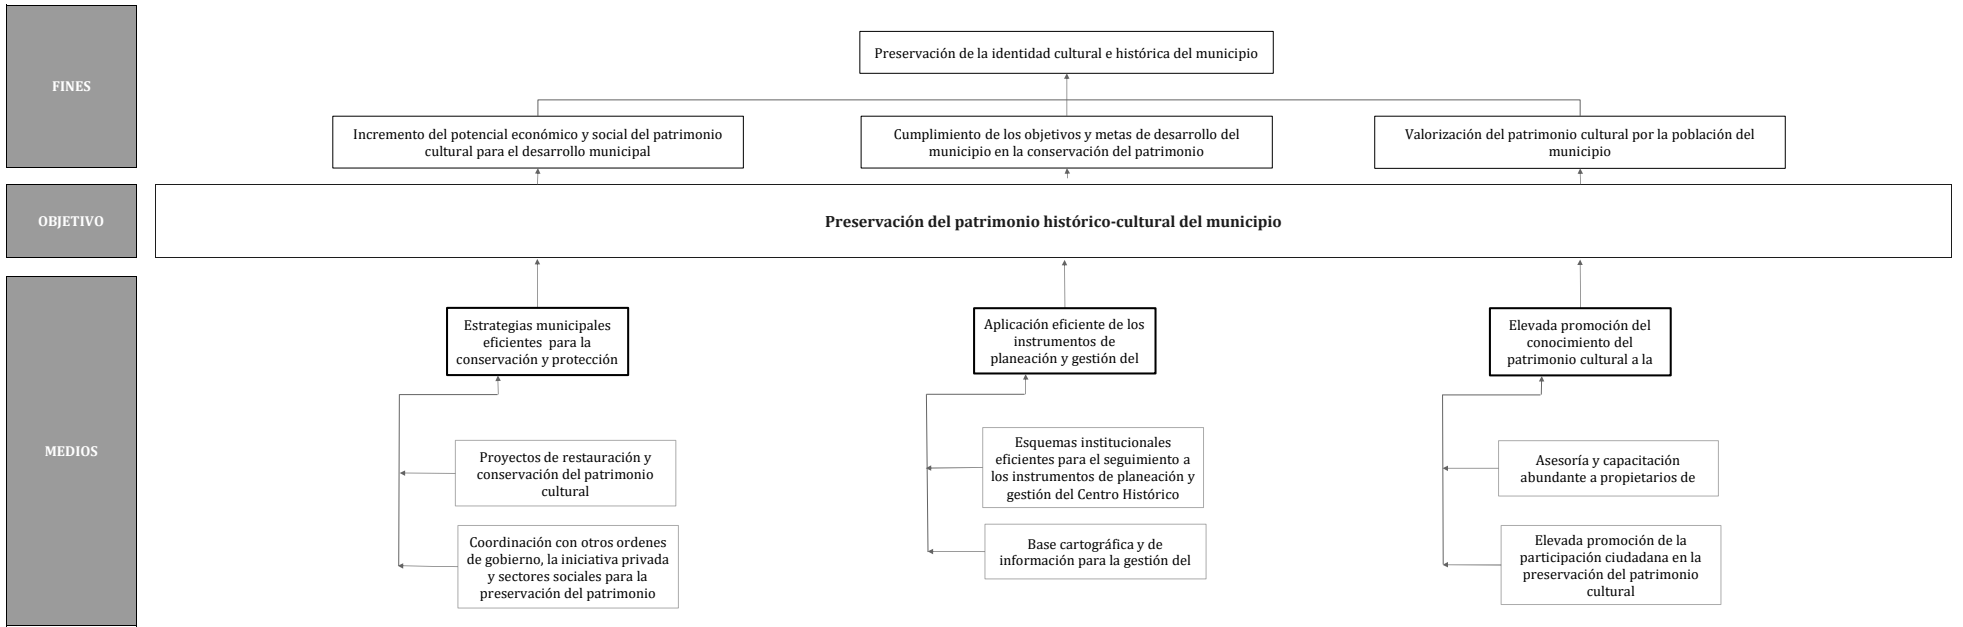 FINES
Preservación de la identidad cultural e histórica del municipio
Incremento del potencial económico y social del patrimonio
cultural para el desarrollo municipal
Cumplimiento de los objetivos y metas de desarrollo del
municipio en la conservación del patrimonio
Valorización del patrimonio cultural por la población del
municipio
OBJETIVO
Preservación del patrimonio histórico-cultural del municipio
MEDIOS
Estrategias municipales
eficientes para la
conservación y protección
Proyectos de restauración y
conservación del patrimonio
cultural
Coordinación con otros ordenes
de gobierno, la iniciativa privada
y sectores sociales para la
preservación del patrimonio
Aplicación eficiente de los
instrumentos de
planeación y gestión del
Esquemas institucionales
eficientes para el seguimiento a
los instrumentos de planeación y
gestión del Centro Histórico
Base cartográfica y de
información para la gestión del
Elevada promoción del
conocimiento del
patrimonio cultural a la
Asesoría y capacitación
abundante a propietarios de
Elevada promoción de la
participación ciudadana en la
preservación del patrimonio
cultural